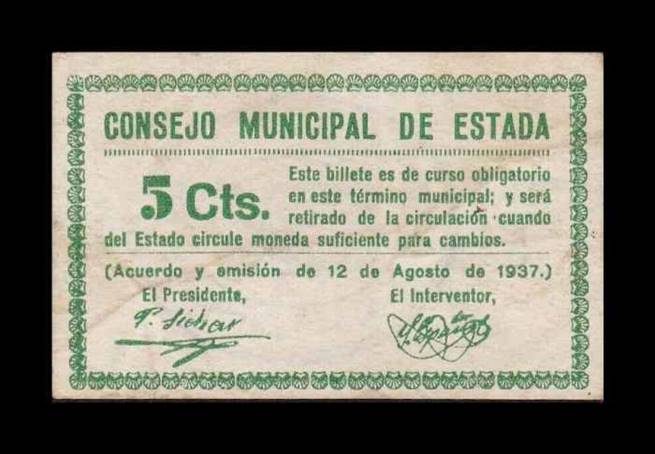 CONSEJO MUNICIPAL DE ESTADA
5 Cts.
Este billete es de curso obligatorio
en este término municipal; y será
retirado de la circulación cuando
del Estado circule moneda suficiente para cambios.
(Acuerdo y emisión de 12 de Agosto de 1937.)
El Presidente,
El Interventor,